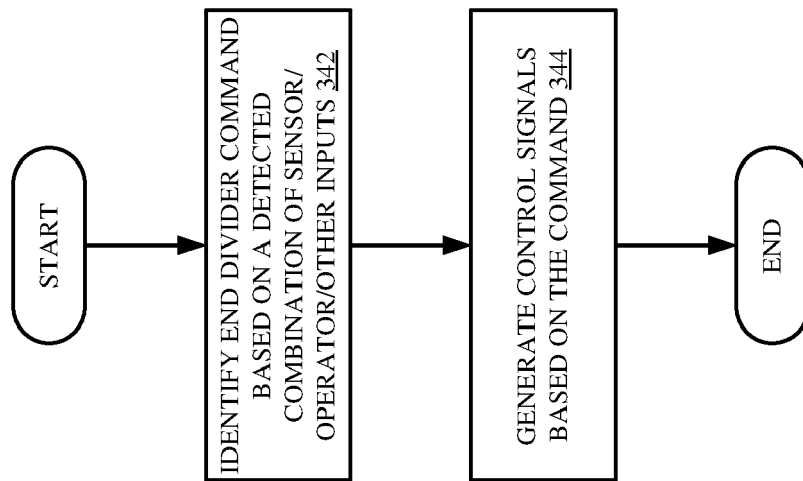 START
IDENTIFY END DIVIDER COMMAND
BASED ON A DETECTED
COMBINATION OF SENSOR/
OPERATOR/OTHER INPUTS 342
GENERATE CONTROL SIGNALS
BASED ON THE COMMAND 344
END